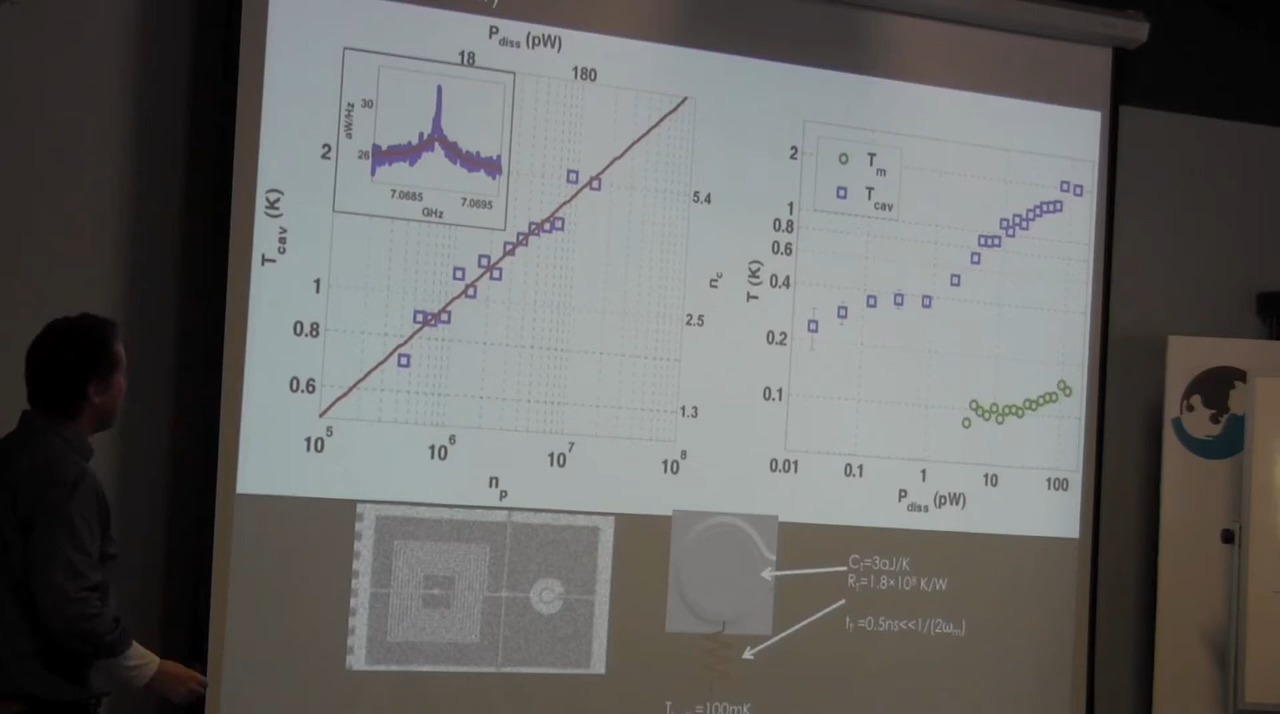 P_diss (pW)
18
180
30
aW/Hz
26
7.0685
7.0695
GHz
2
1
0.8
0.6
T_cav (K)
5.4
n_c
2.5
1.3
10^5
10^6
10^7
10^8
n_p
T_m
T_cav
2
1
0.8
0.6
0.4
0.2
0.1
T (K)
0.01
0.1
1
10
100
P_diss (pW)
C_T=3aJ/K
R_T=1.8×10^8 K/W
t_T=0.5ns<<1/(2ω_m)
=100mK